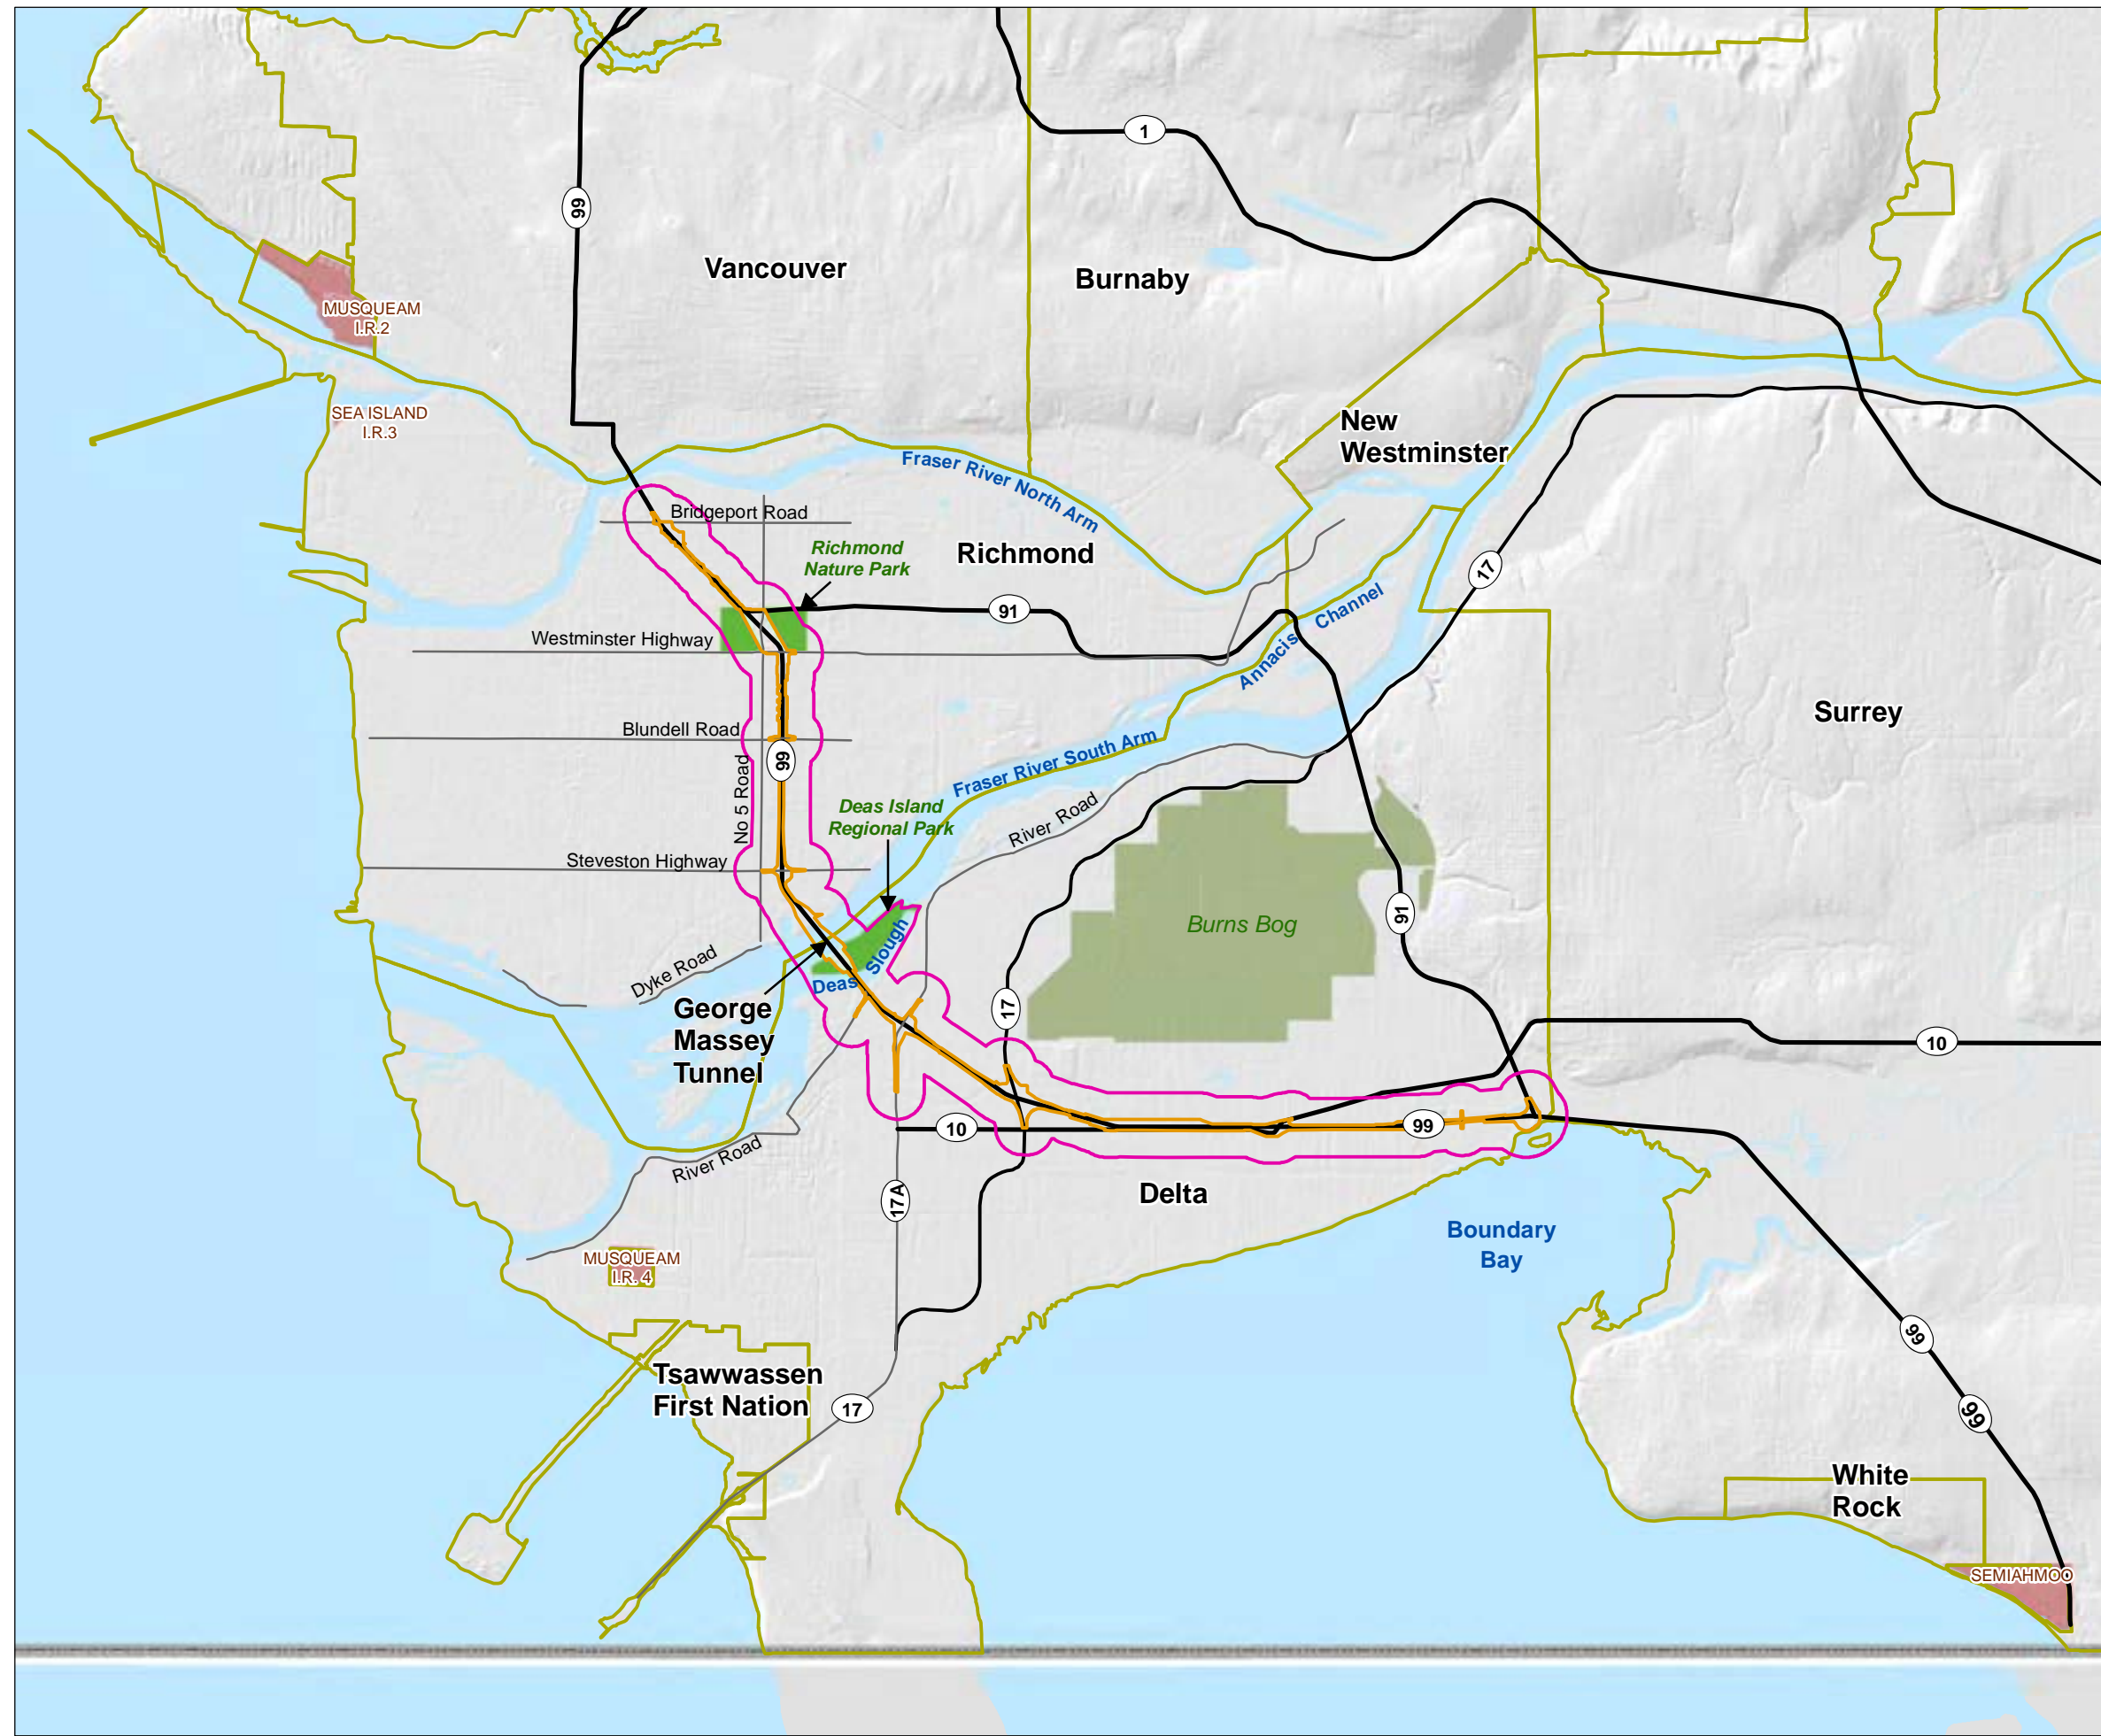 1
99
Vancouver
Burnaby
MUSQUEAM
I.R.2
SEA ISLAND
I.R.3
New
Westminster
Fraser River North Arm
Bridgeport Road
Richmond
Nature Park
Richmond
17
91
Annacis Channel
Westminster Highway
Surrey
Blundell Road
99
No 5 Road
Fraser River South Arm
Deas Island
Regional Park
River Road
Steveston Highway
91
Burns Bog
Deas Slough
Dyke Road
George
Massey
Tunnel
17
10
10
99
River Road
17A
Delta
Boundary
Bay
MUSQUEAM
I.R. 4
99
Tsawwassen
First Nation
17
99
White
Rock
SEMIAHMOO